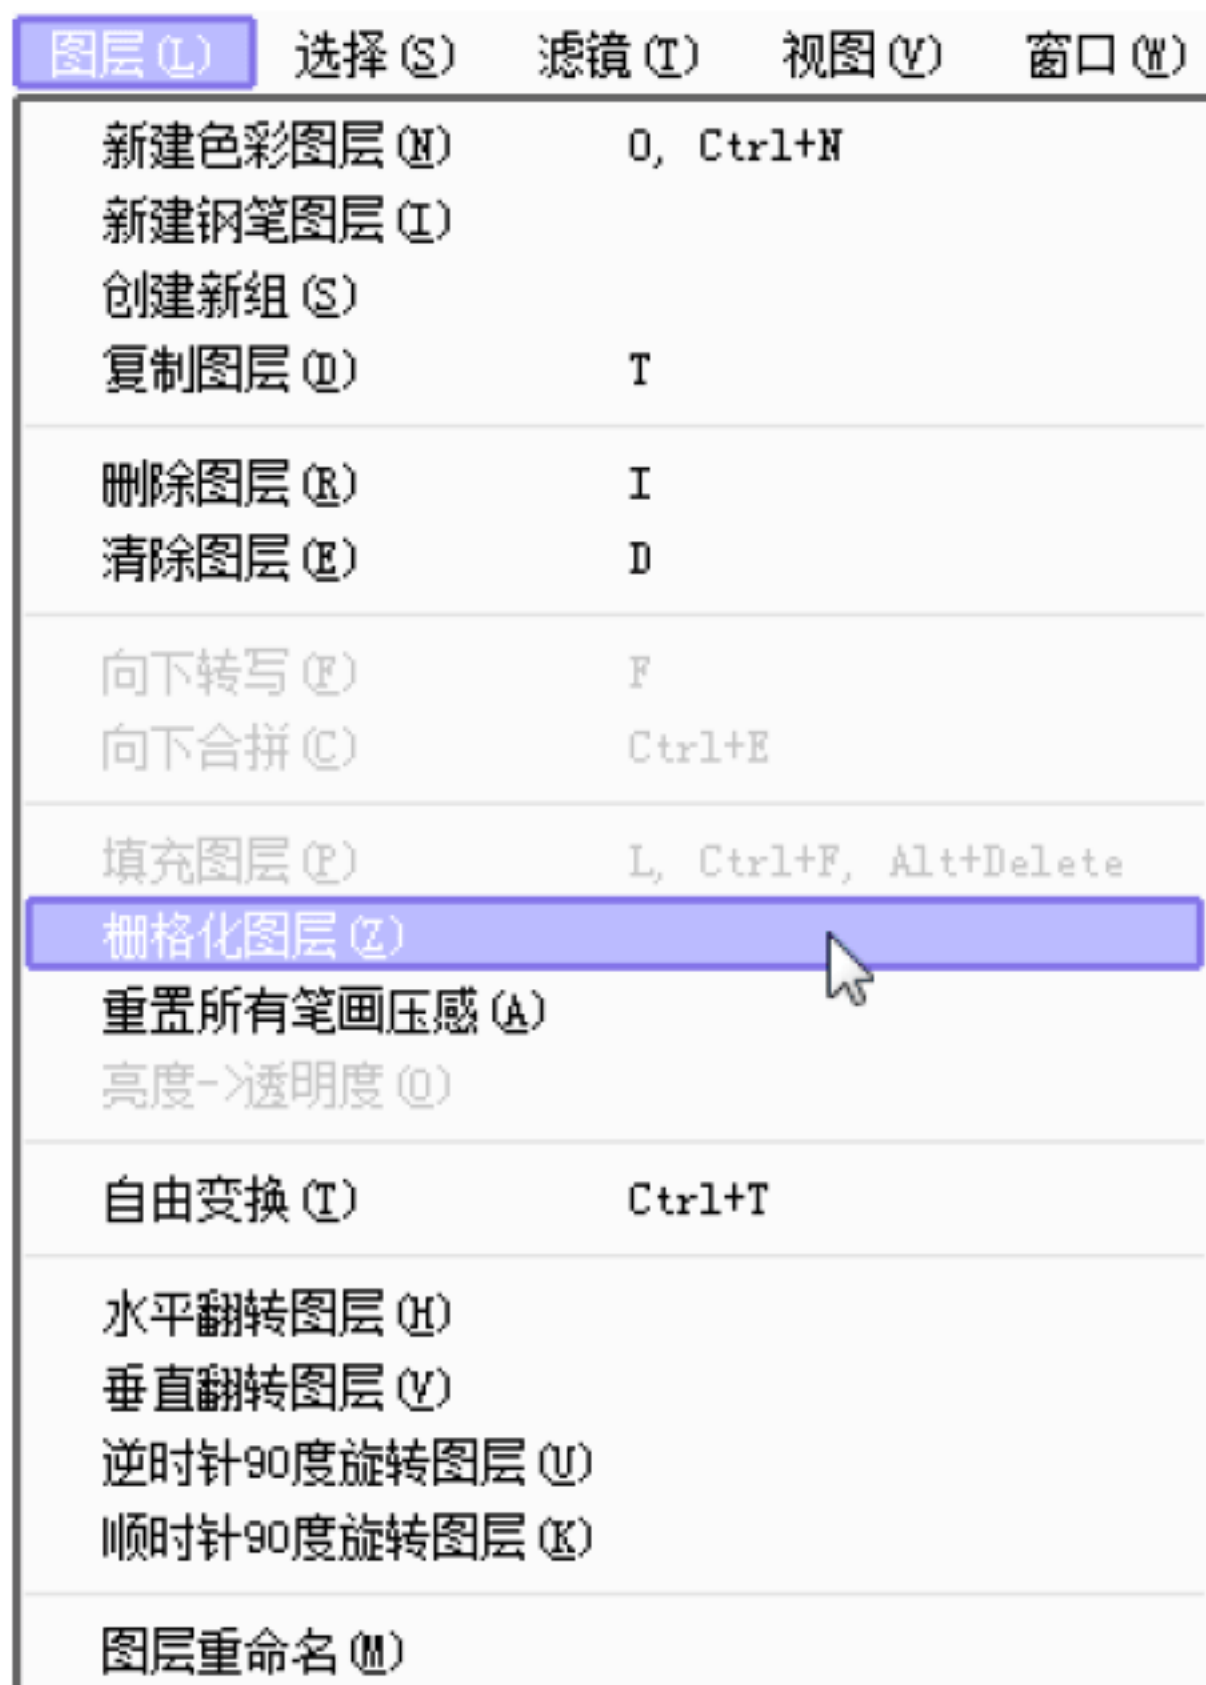 图层(L) 选择(S) 滤镜(T) 视图(V) 窗口(W)
新建色彩图层(N) O, Ctrl+N
新建钢笔图层(I)
创建新组(S)
复制图层(D) T
删除图层(R) I
清除图层(E) D
向下转写(F) F
向下合拼(C) Ctrl+E
填充图层(P) L, Ctrl+F, Alt+Delete
栅格化图层(Z)
重置所有笔画压感(A)
亮度->透明度(O)
自由变换(T) Ctrl+T
水平翻转图层(H)
垂直翻转图层(V)
逆时针90度旋转图层(U)
顺时针90度旋转图层(K)
图层重命名(M)